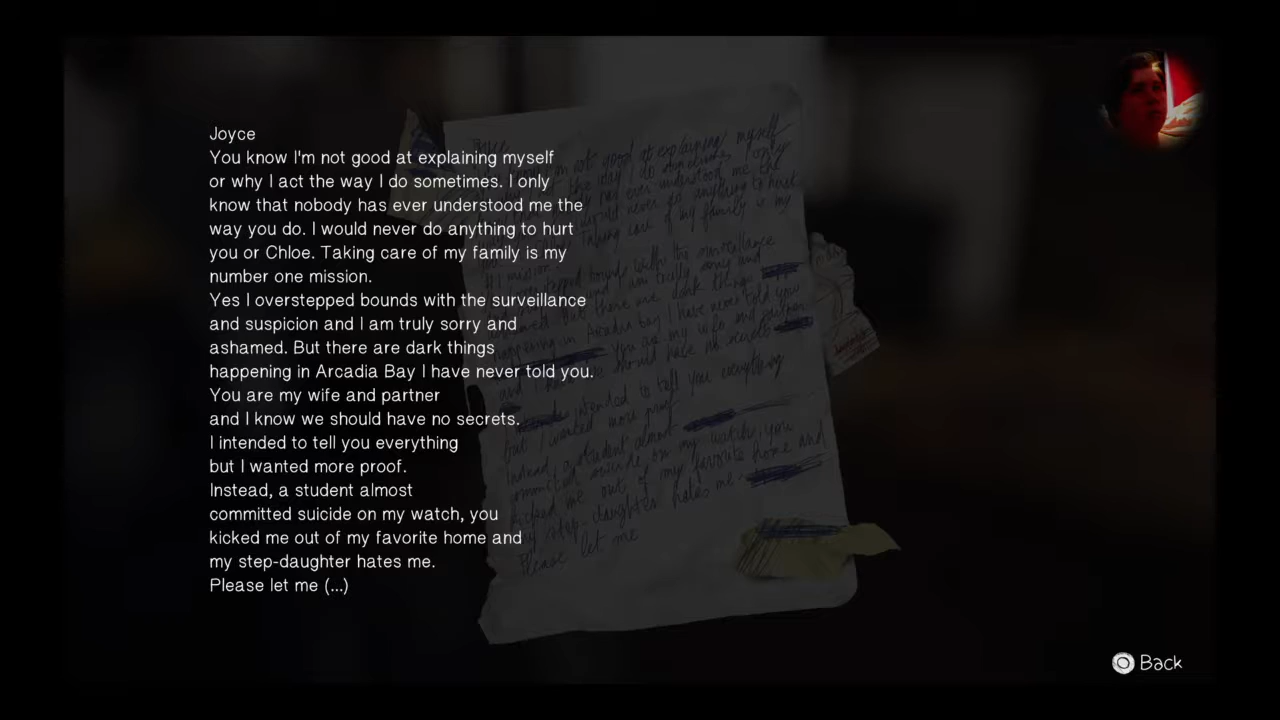 Joyce
You know I'm not good at explaining myself
or why I act the way I do sometimes. I only
know that nobody has ever understood me the
way you do. I would never do anything to hurt
you or Chloe. Taking care of my family is my
number one mission.
Yes I overstepped bounds with the surveillance
and suspicion and I am truly sorry and
ashamed. But there are dark things
happening in Arcadia Bay I have never told you.
You are my wife and partner
and I know we should have no secrets.
I intended to tell you everything
but I wanted more proof.
Instead, a student almost
committed suicide on my watch, you
kicked me out of my favorite home and
my step-daughter hates me.
Please let me (...)
Back